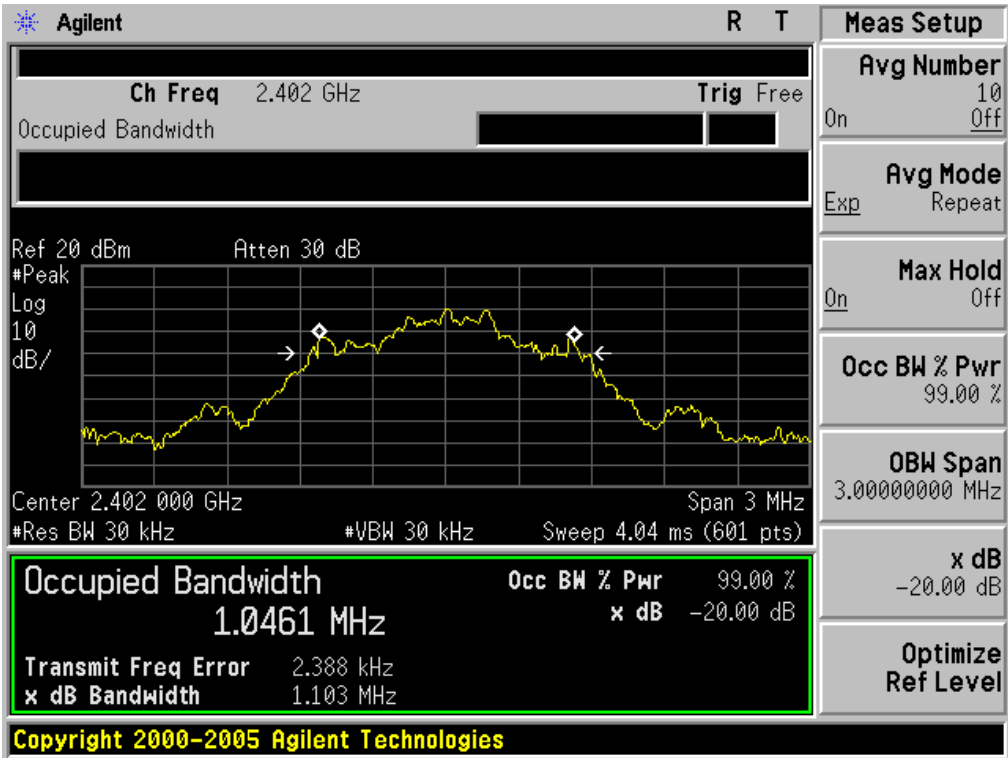 Agilent R T
Ch Freq 2.402 GHz Trig Free
Occupied Bandwidth
Ref 20 dBm Atten 30 dB
#Peak
Log
10
dB/
Center 2.402 000 GHz Span 3 MHz
#Res BW 30 kHz #VBW 30 kHz Sweep 4.04 ms (601 pts)
Occupied Bandwidth Occ BW % Pwr 99.00 %
1.0461 MHz x dB -20.00 dB
Transmit Freq Error 2.388 kHz
x dB Bandwidth 1.103 MHz
Copyright 2000-2005 Agilent Technologies
Meas Setup
Avg Number
10
On Off
Avg Mode
Exp Repeat
Max Hold
On Off
Occ BW % Pwr
99.00 %
OBW Span
3.00000000 MHz
x dB
-20.00 dB
Optimize
Ref Level